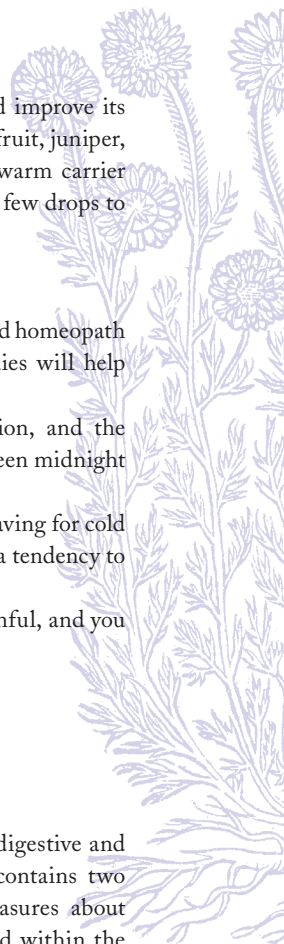 d improve its
fruit, juniper,
warm carrier
few drops to
d homeopath
dies will help
ion, and the
een midnight
aving for cold
a tendency to
nful, and you
digestive and
contains two
asures about
d within the